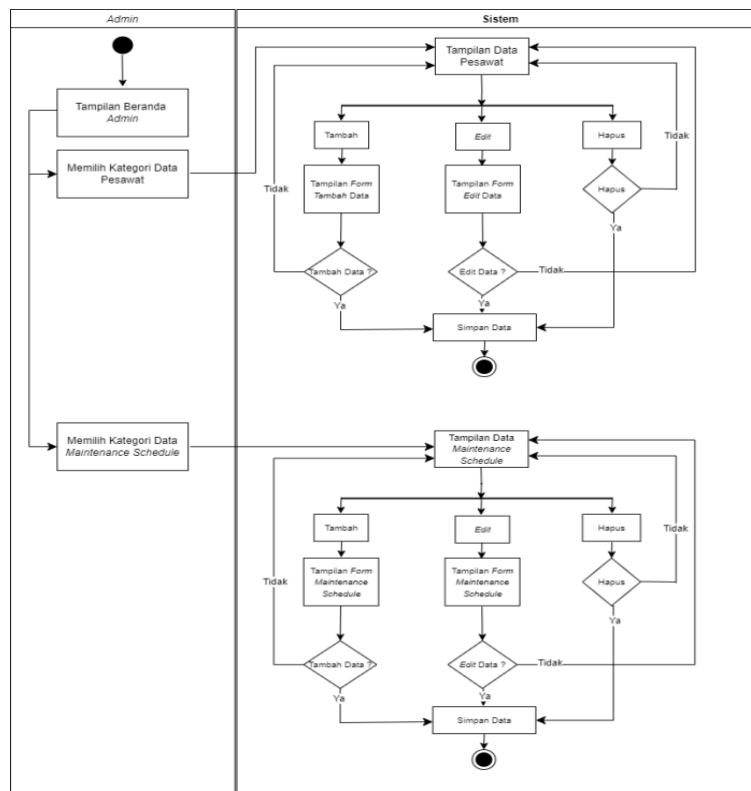 Admin
Sistem
Tampilan Data
Pesawat
Tampilan Beranda
Admin
Tambah
Edit
Hapus
Tidak
Memilih Kategori Data
Pesawat
Tidak
Tampilan Form
Tambah Data
Tampilan Form
Edit Data
Hapus
Ya
Tambah Data ?
Edit Data ?
Tidak
Ya
Ya
Simpan Data
Memilih Kategori Data
Maintenance Schedule
Tampilan Data
Maintenance
Schedule
Tambah
Edit
Hapus
Tidak
Tidak
Tampilan Form
Maintenance
Schedule
Tampilan Form
Maintenance
Schedule
Hapus
Ya
Tambah Data ?
Edit Data ?
Tidak
Ya
Ya
Simpan Data